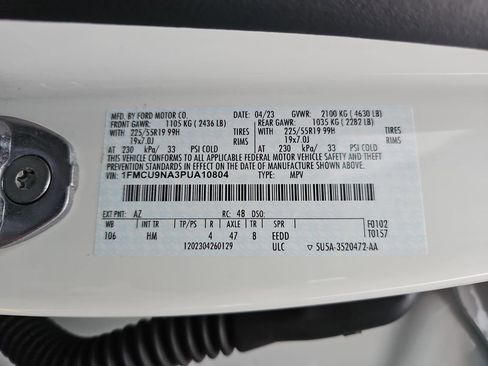 MFD. BY FORD MOTOR CO. DATE: 04/23 GVWR: 2100 KG ( 4630 LB)
FRONT GAWR: 1105 KG ( 2436 LB) REAR GAWR: 1035 KG ( 2282 LB)
WITH 225/55R19 99H TIRES WITH 225/55R19 99H TIRES
19x7.0J RIMS 19x7.0J RIMS
AT 230 kPa/ 33 PSI COLD AT 230 kPa/ 33 PSI COLD
THIS VEHICLE CONFORMS TO ALL APPLICABLE FEDERAL MOTOR VEHICLE SAFETY AND THEFT PREVENTION STANDARDS IN EFFECT ON THE DATE OF MANUFACTURE SHOWN ABOVE.
VIN: 1FMCU9NA3PUA10804 TYPE: MPV
EXT PNT: AZ RC: 48 DSO:
WB INT TR TP/PS R AXLE TR SPR F0102
106 HM 4 47 8 EEDD T0157
1202304260129 ULC ▽ 5U5A-3520472-AA